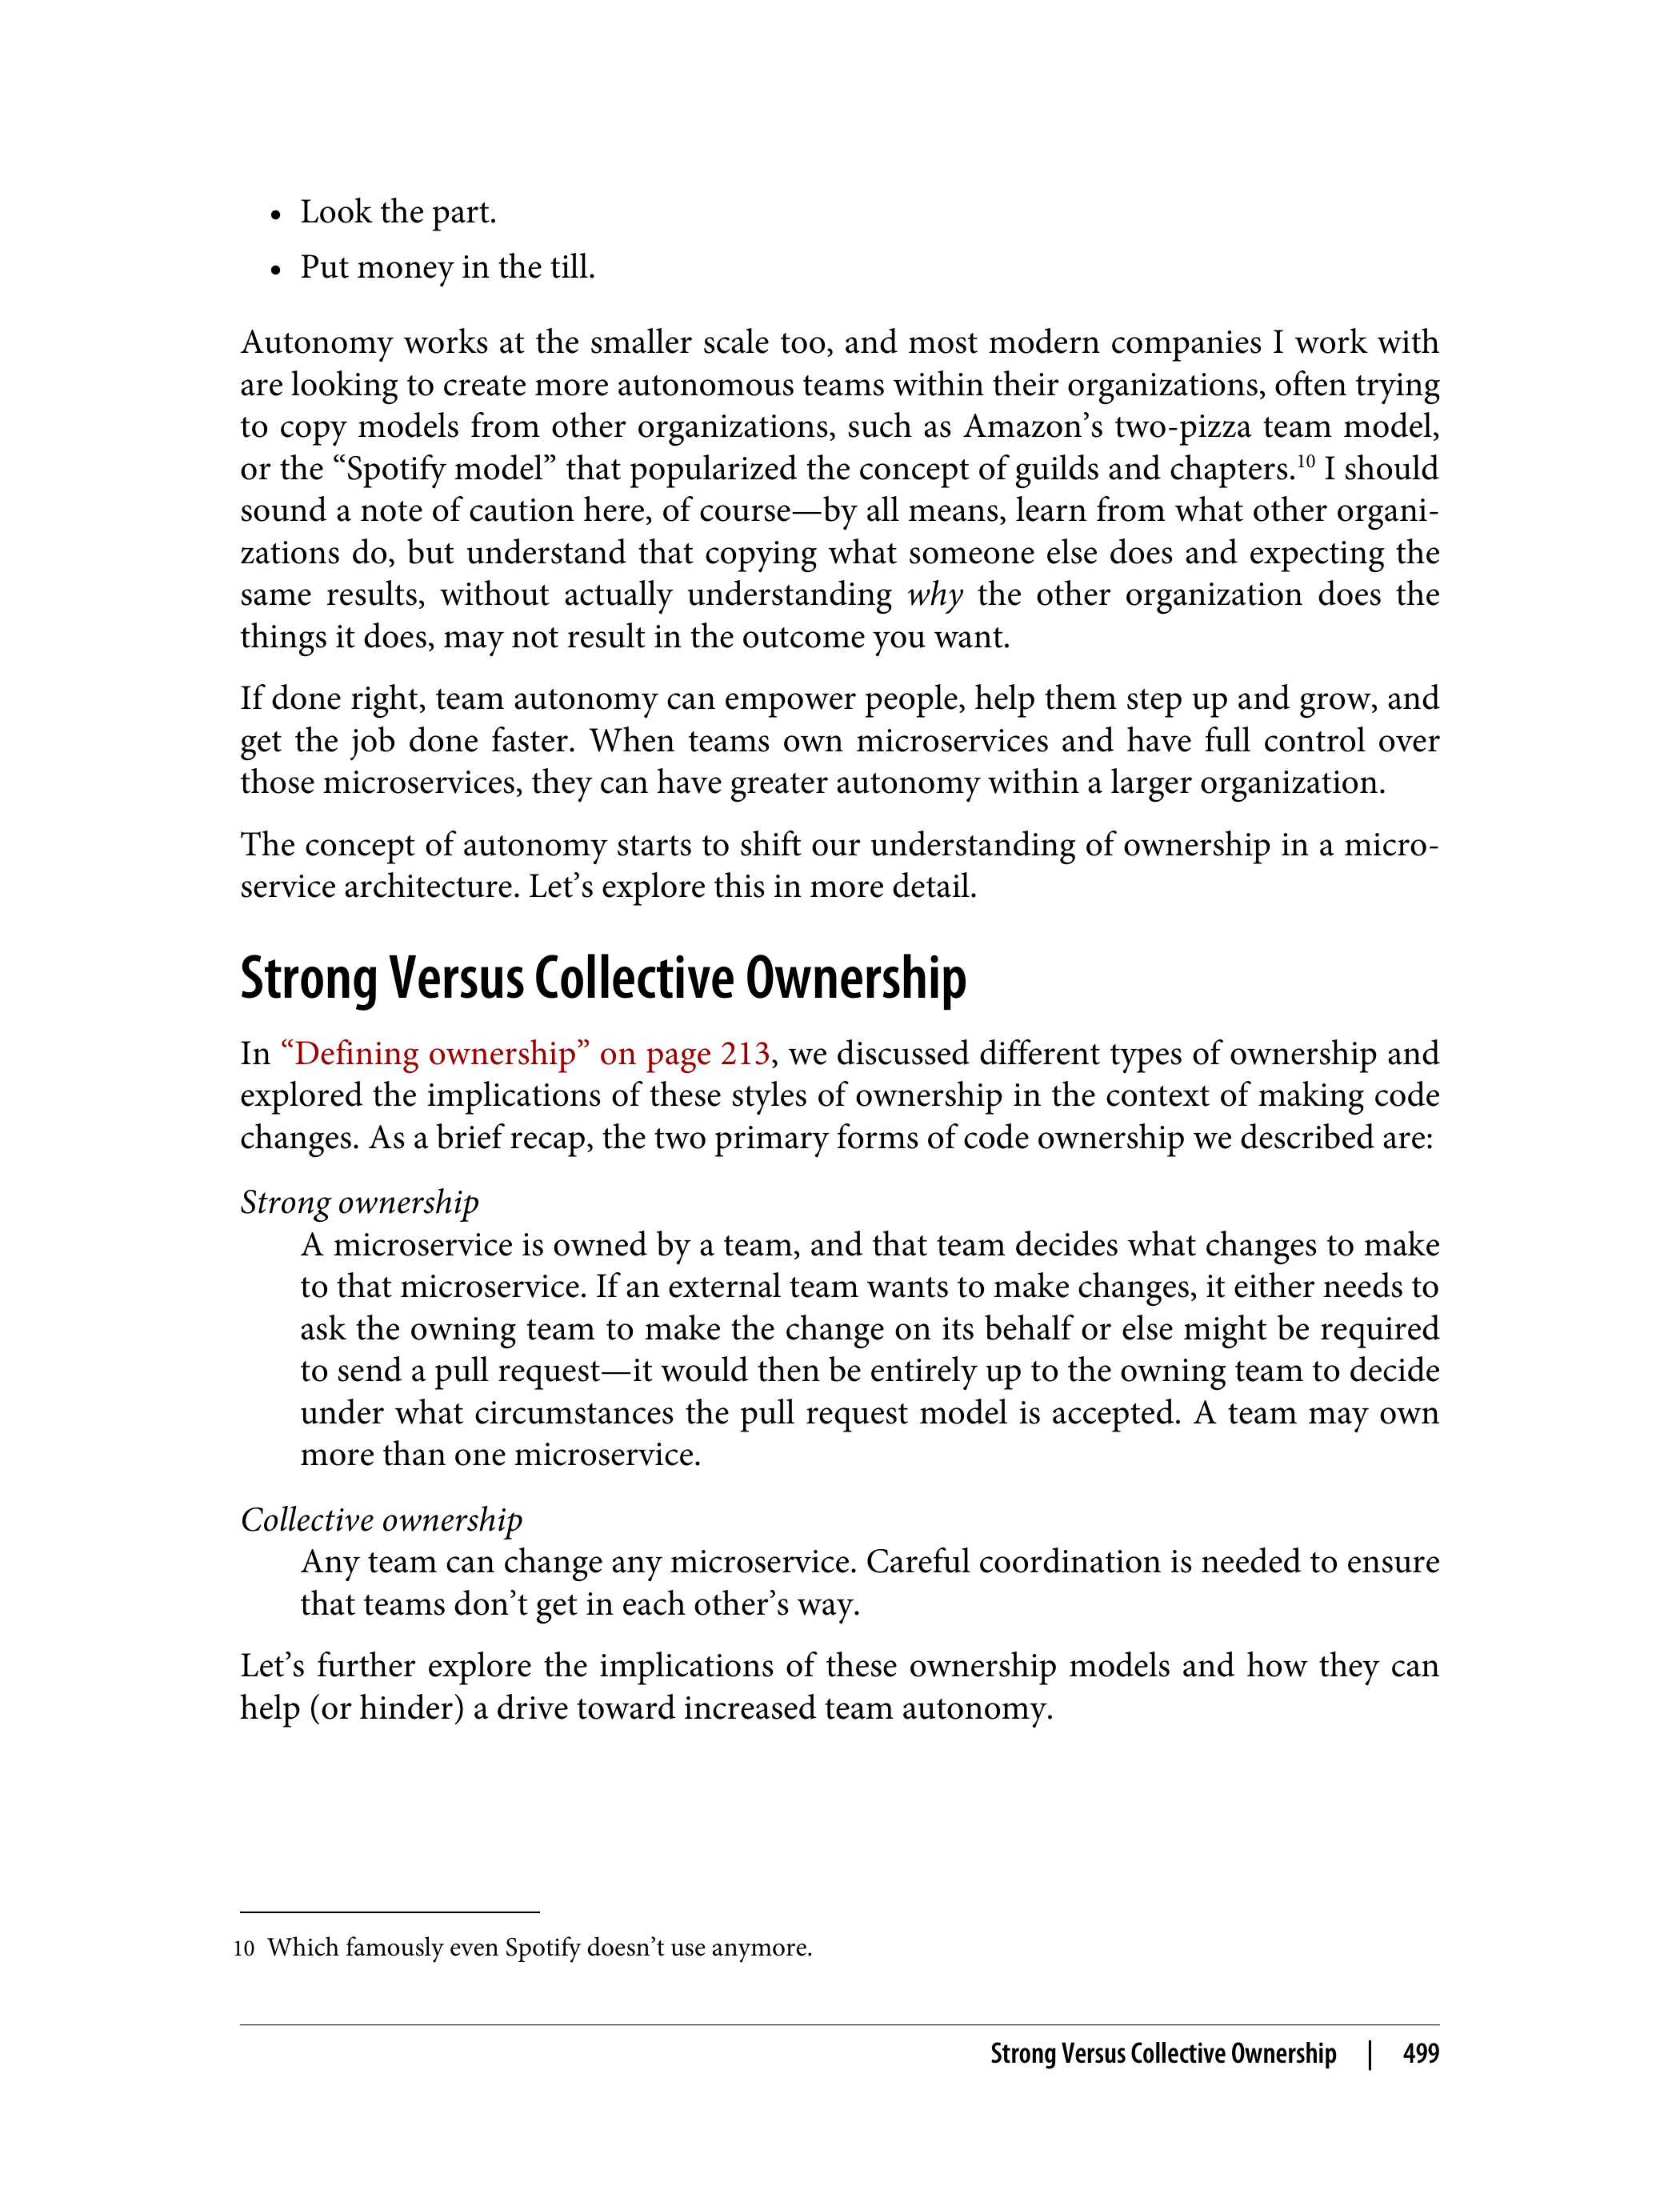 • Look the part.
• Put money in the till.
Autonomy works at the smaller scale too, and most modern companies I work with
are looking to create more autonomous teams within their organizations, often trying
to copy models from other organizations, such as Amazon’s two-pizza team model,
or the “Spotify model” that popularized the concept of guilds and chapters.10 I should
sound a note of caution here, of course—by all means, learn from what other organi-
zations do, but understand that copying what someone else does and expecting the
same results, without actually understanding why the other organization does the
things it does, may not result in the outcome you want.
If done right, team autonomy can empower people, help them step up and grow, and
get the job done faster. When teams own microservices and have full control over
those microservices, they can have greater autonomy within a larger organization.
The concept of autonomy starts to shift our understanding of ownership in a micro-
service architecture. Let’s explore this in more detail.
Strong Versus Collective Ownership
In “Defining ownership” on page 213, we discussed different types of ownership and
explored the implications of these styles of ownership in the context of making code
changes. As a brief recap, the two primary forms of code ownership we described are:
Strong ownership
A microservice is owned by a team, and that team decides what changes to make
to that microservice. If an external team wants to make changes, it either needs to
ask the owning team to make the change on its behalf or else might be required
to send a pull request—it would then be entirely up to the owning team to decide
under what circumstances the pull request model is accepted. A team may own
more than one microservice.
Collective ownership
Any team can change any microservice. Careful coordination is needed to ensure
that teams don’t get in each other’s way.
Let’s further explore the implications of these ownership models and how they can
help (or hinder) a drive toward increased team autonomy.
10 Which famously even Spotify doesn’t use anymore.
Strong Versus Collective Ownership | 499